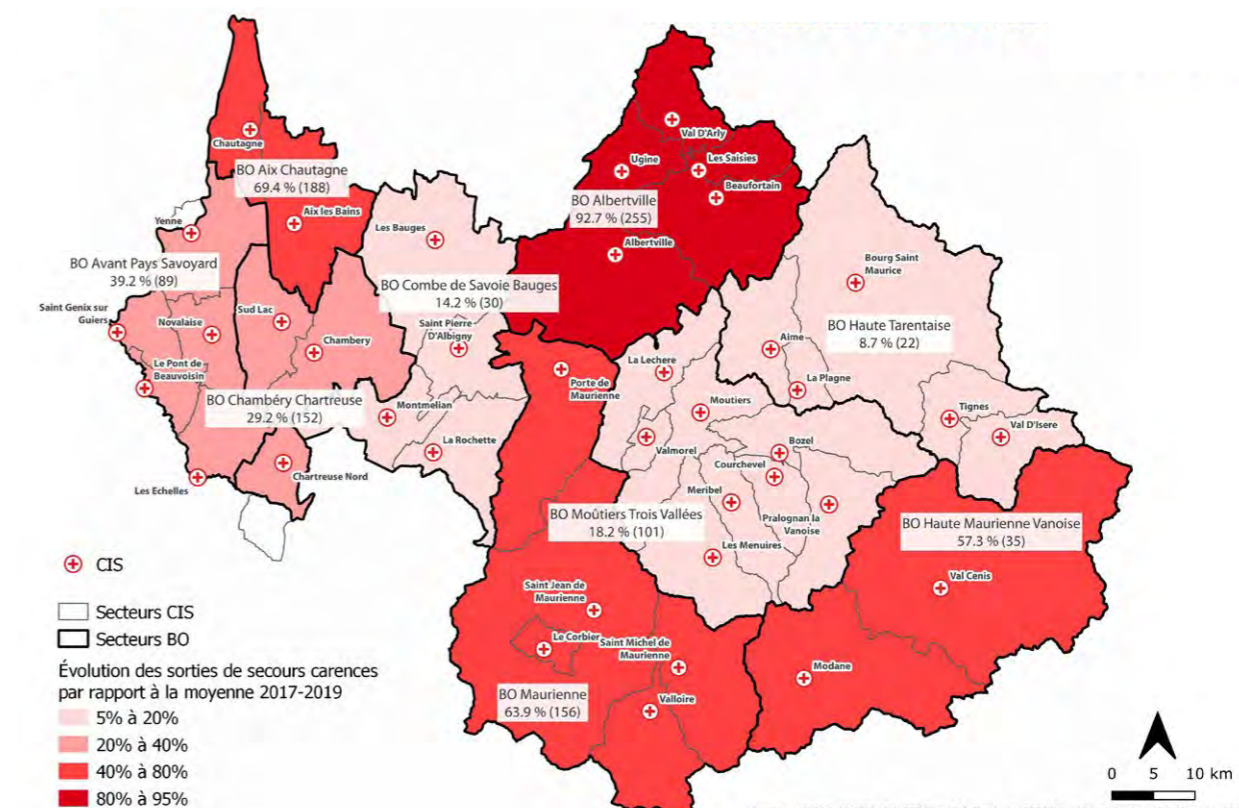 Chautagne
BO Aix Chautagne
69.4 % (188)
Aix les Bains
Yenne
BO Avant Pays Savoyard
39.2 % (89)
Saint Genix sur
Guiers
Novalaise
Le Pont de
Beauvoisin
Les Echelles
Sud Lac
Chambery
BO Chambéry Chartreuse
29.2 % (152)
Chartreuse Nord
Les Bauges
BO Combe de Savoie Bauges
14.2 % (30)
Saint Pierre
D'Albigny
Montmelian
La Rochette
Val D'Arly
Ugine
Les Saisies
Beaufortain
BO Albertville
92.7 % (255)
Albertville
Bourg Saint
Maurice
BO Haute Tarentaise
8.7 % (22)
Aime
La Plagne
Tignes
Val D'Isere
Porte de
Maurienne
La Lechere
Moutiers
Valmorel
Bozel
Courchevel
Meribel
Pralognan la
Vanoise
BO Moûtiers Trois Vallées
18.2 % (101)
Les Menuires
BO Haute Maurienne Vanoise
57.3 % (35)
Val Cenis
Modane
Saint Jean de
Maurienne
Le Corbier
Saint Michel de
Maurienne
BO Maurienne
63.9 % (156)
Valloire
CIS
Secteurs CIS
Secteurs BO
Évolution des sorties de secours carences
par rapport à la moyenne 2017-2019
5% à 20%
20% à 40%
40% à 80%
80% à 95%
0 5 10 km